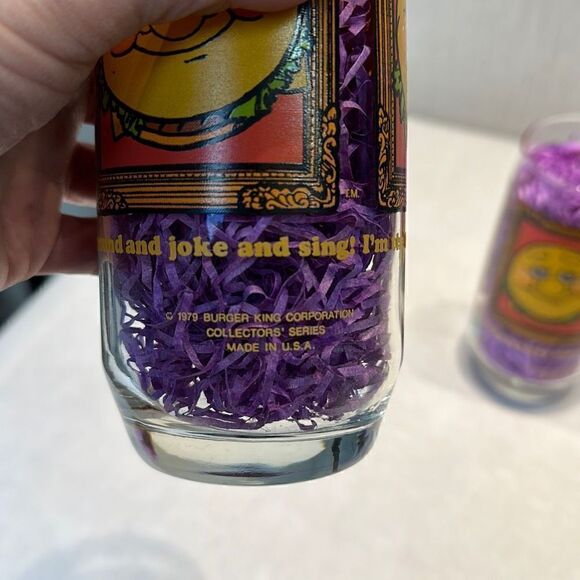 and joke and sing! I'm
© 1979 BURGER KING CORPORATION
COLLECTORS' SERIES
MADE IN U.S.A.